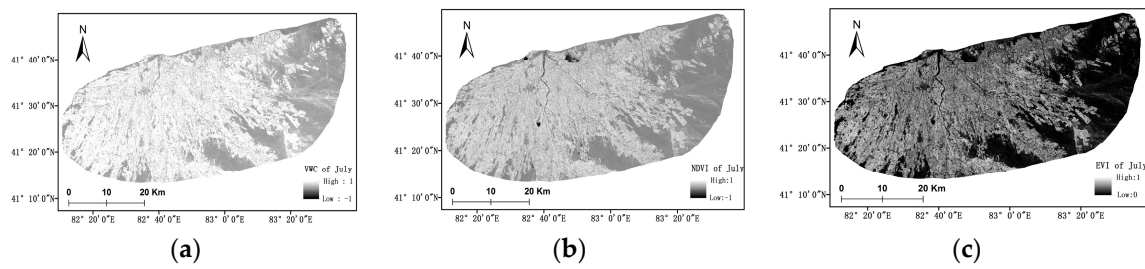 N
41° 40′0″N
41° 30′0″N
41° 20′0″N
41° 10′0″N
VWC of July
High : 1
Low : -1
0 10 20 Km
82° 20′0″E 82° 40′0″E 83° 0′0″E 83° 20′0″E
(a)
N
41° 40′0″N
41° 30′0″N
41° 20′0″N
41° 10′0″N
NDVI of July
High:1
Low:-1
0 10 20 Km
82° 20′0″E 82° 40′0″E 83° 0′0″E 83° 20′0″E
(b)
N
41° 40′0″N
41° 30′0″N
41° 20′0″N
41° 10′0″N
EVI of July
High:1
Low:0
0 10 20 Km
82° 20′0″E 82° 40′0″E 83° 0′0″E 83° 20′0″E
(c)